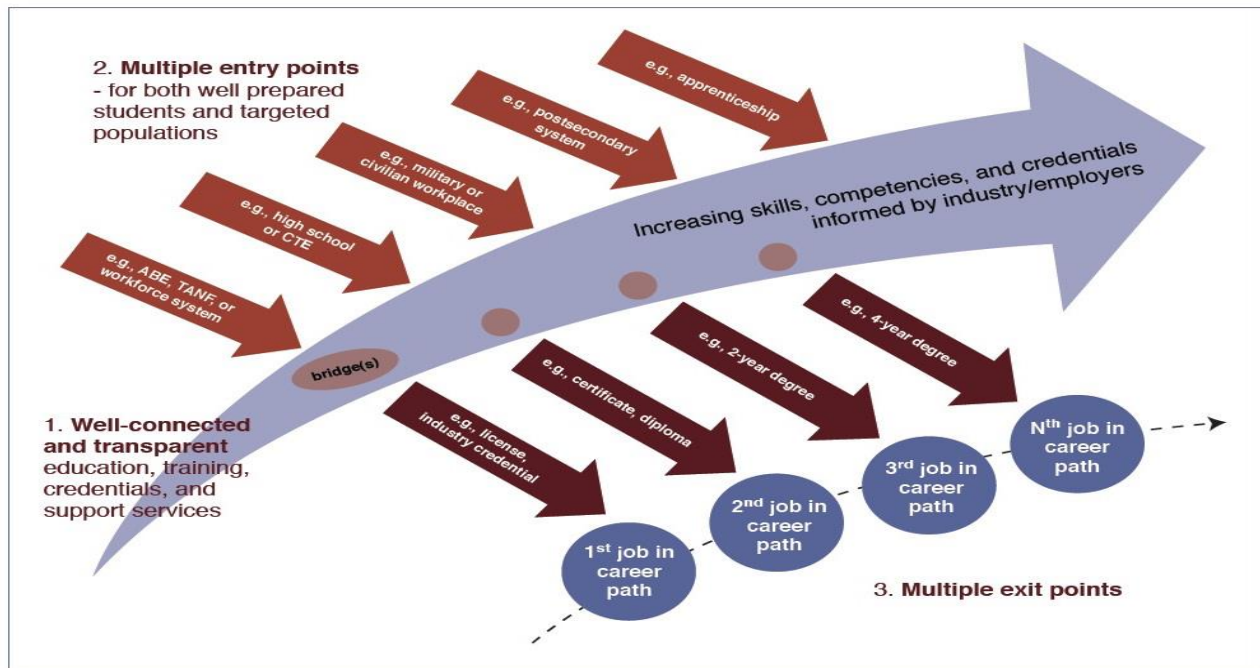 2. Multiple entry points
- for both well prepared
students and targeted
populations
e.g., apprenticeship
e.g., postsecondary
system
e.g., military or
civilian workplace
e.g., high school
or CTE
e.g., ABE, TANF, or
workforce system
Increasing skills, competencies, and credentials
informed by industry/employers
bridge(s)
1. Well-connected
and transparent
education, training,
credentials, and
support services
e.g., license,
industry credential
e.g., certificate, diploma
e.g., 2-year degree
e.g., 4-year degree
1st job in
career
path
2nd job in
career
path
3rd job in
career
path
Nth job in
career
path
3. Multiple exit points